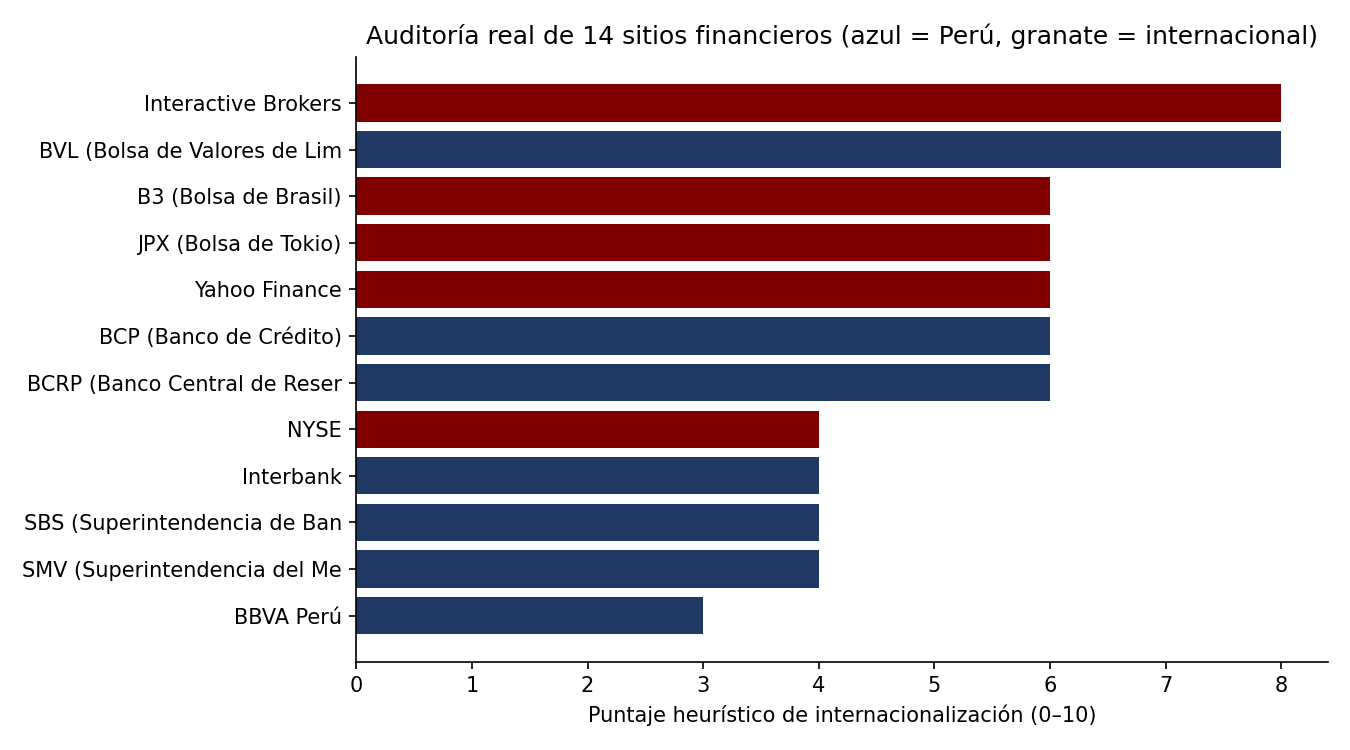 Auditoría real de 14 sitios financieros (azul = Perú, granate = internacional)
Interactive Brokers
BVL (Bolsa de Valores de Lim
B3 (Bolsa de Brasil)
JPX (Bolsa de Tokio)
Yahoo Finance
BCP (Banco de Crédito)
BCRP (Banco Central de Reser
NYSE
Interbank
SBS (Superintendencia de Ban
SMV (Superintendencia del Me
BBVA Perú
0 1 2 3 4 5 6 7 8
Puntaje heurístico de internacionalización (0–10)